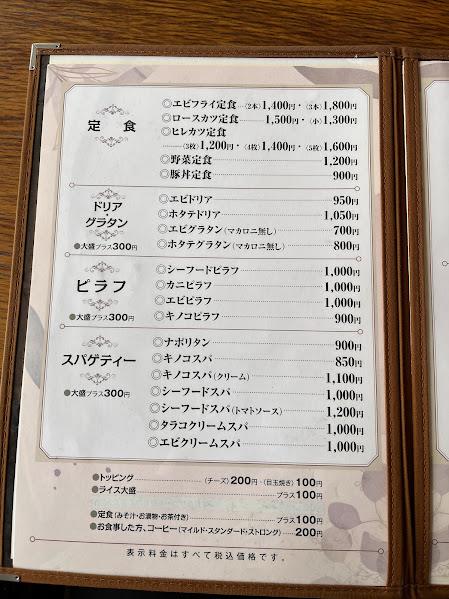 定 食
◎エビフライ定食…〈2本〉1,400円・〈3本〉1,800円
◎ロースカツ定食………1,500円・〈小〉1,300円
◎ヒレカツ定食
………〈3枚〉1,200円・〈4枚〉1,400円・〈5枚〉1,600円
◎野菜定食………1,200円
◎豚丼定食………900円
ドリア・グラタン
●大盛プラス300円
◎エビドリア………950円
◎ホタテドリア………1,050円
◎エビグラタン(マカロニ無し)………700円
◎ホタテグラタン(マカロニ無し)………800円
ピラフ
●大盛プラス300円
◎シーフードピラフ………1,000円
◎カニピラフ………1,000円
◎エビピラフ………1,000円
◎キノコピラフ………900円
スパゲティー
●大盛プラス300円
◎ナポリタン………900円
◎キノコスパ………850円
◎キノコスパ(クリーム)………1,100円
◎シーフードスパ………1,000円
◎シーフードスパ(トマトソース)………1,200円
◎タラコクリームスパ………1,000円
◎エビクリームスパ………1,000円
●トッピング………〈チーズ〉200円・〈目玉焼き〉100円
●ライス大盛………プラス100円
●定食(みそ汁・お漬物・お茶付き)………プラス100円
●お食事した方、コーヒー(マイルド・スタンダード・ストロング)………200円
表示料金はすべて税込価格です。